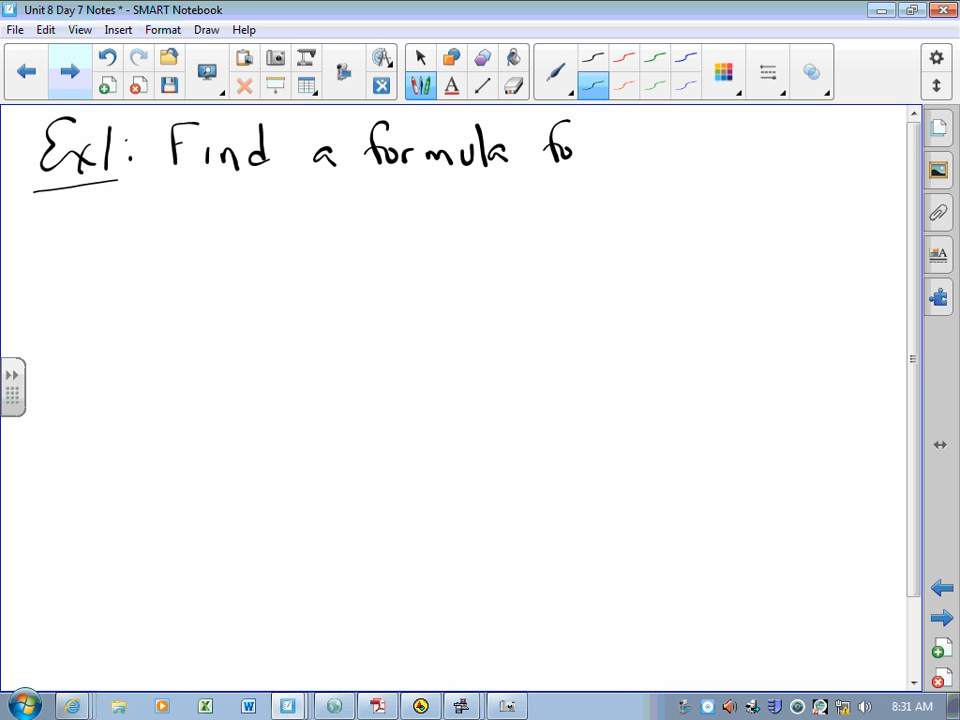 Unit 8 Day 7 Notes * - SMART Notebook
File Edit View Insert Format Draw Help
Ex1: Find a formula fo
8:31 AM